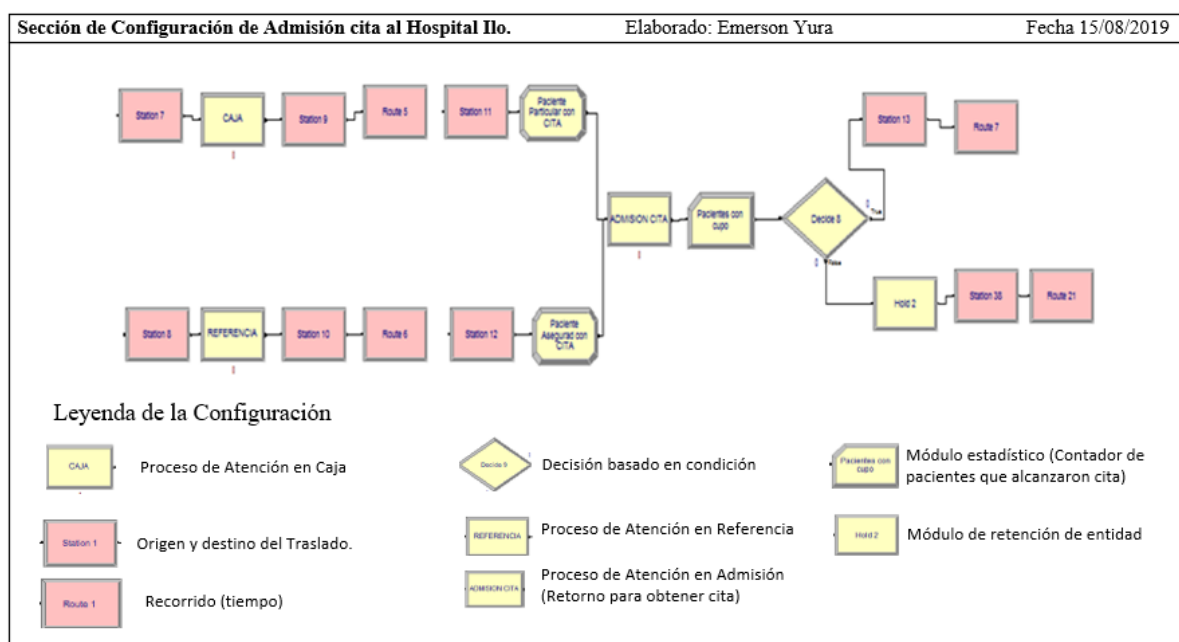 Sección de Configuración de Admisión cita al Hospital Ilo. Elaborado: Emerson Yura Fecha 15/08/2019
Station 7
CAJA
Station 9
Route 5
Station 11
Paciente
Particular con
CITA
Station 13
Route 7
ADMISION CITA
Pacientes con
cupo
Decide 8
True
False
Hold 2
Station 38
Route 21
Station 8
REFERENCIA
Station 10
Route 6
Station 12
Paciente
Asegurad con
CITA
Leyenda de la Configuración
CAJA
Proceso de Atención en Caja
Decide 9
Decisión basado en condición
Pacientes con
cupo
Módulo estadístico (Contador de
pacientes que alcanzaron cita)
Station 1
Origen y destino del Traslado.
REFERENCIA
Proceso de Atención en Referencia
Hold 2
Módulo de retención de entidad
Route 1
Recorrido (tiempo)
ADMISION CITA
Proceso de Atención en Admisión
(Retorno para obtener cita)